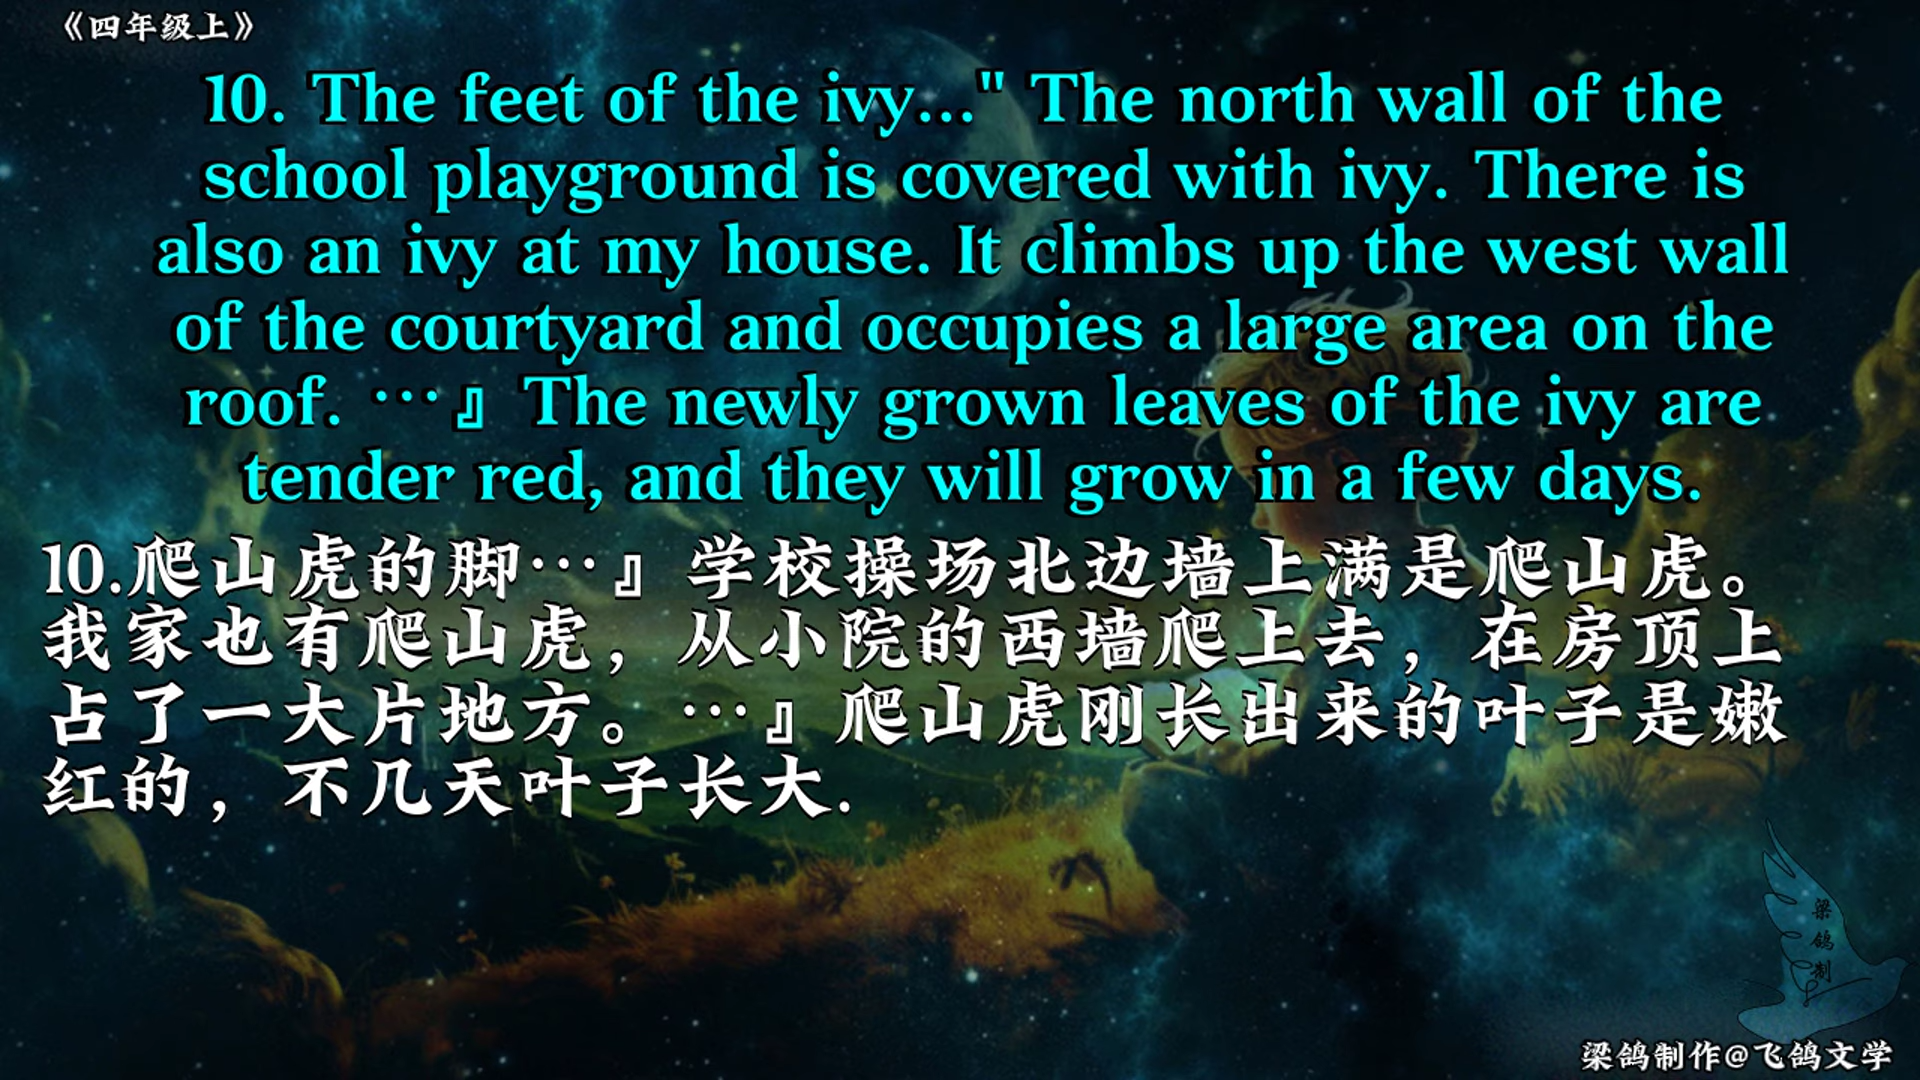 《四年级上》
10. The feet of the ivy..." The north wall of the
school playground is covered with ivy. There is
also an ivy at my house. It climbs up the west wall
of the courtyard and occupies a large area on the
roof. …』 The newly grown leaves of the ivy are
tender red, and they will grow in a few days.
10.爬山虎的脚…』学校操场北边墙上满是爬山虎。
我家也有爬山虎，从小院的西墙爬上去，在房顶上
占了一大片地方。…』爬山虎刚长出来的叶子是嫩
红的，不几天叶子长大.
梁鸽制
梁鸽制作@飞鸽文学